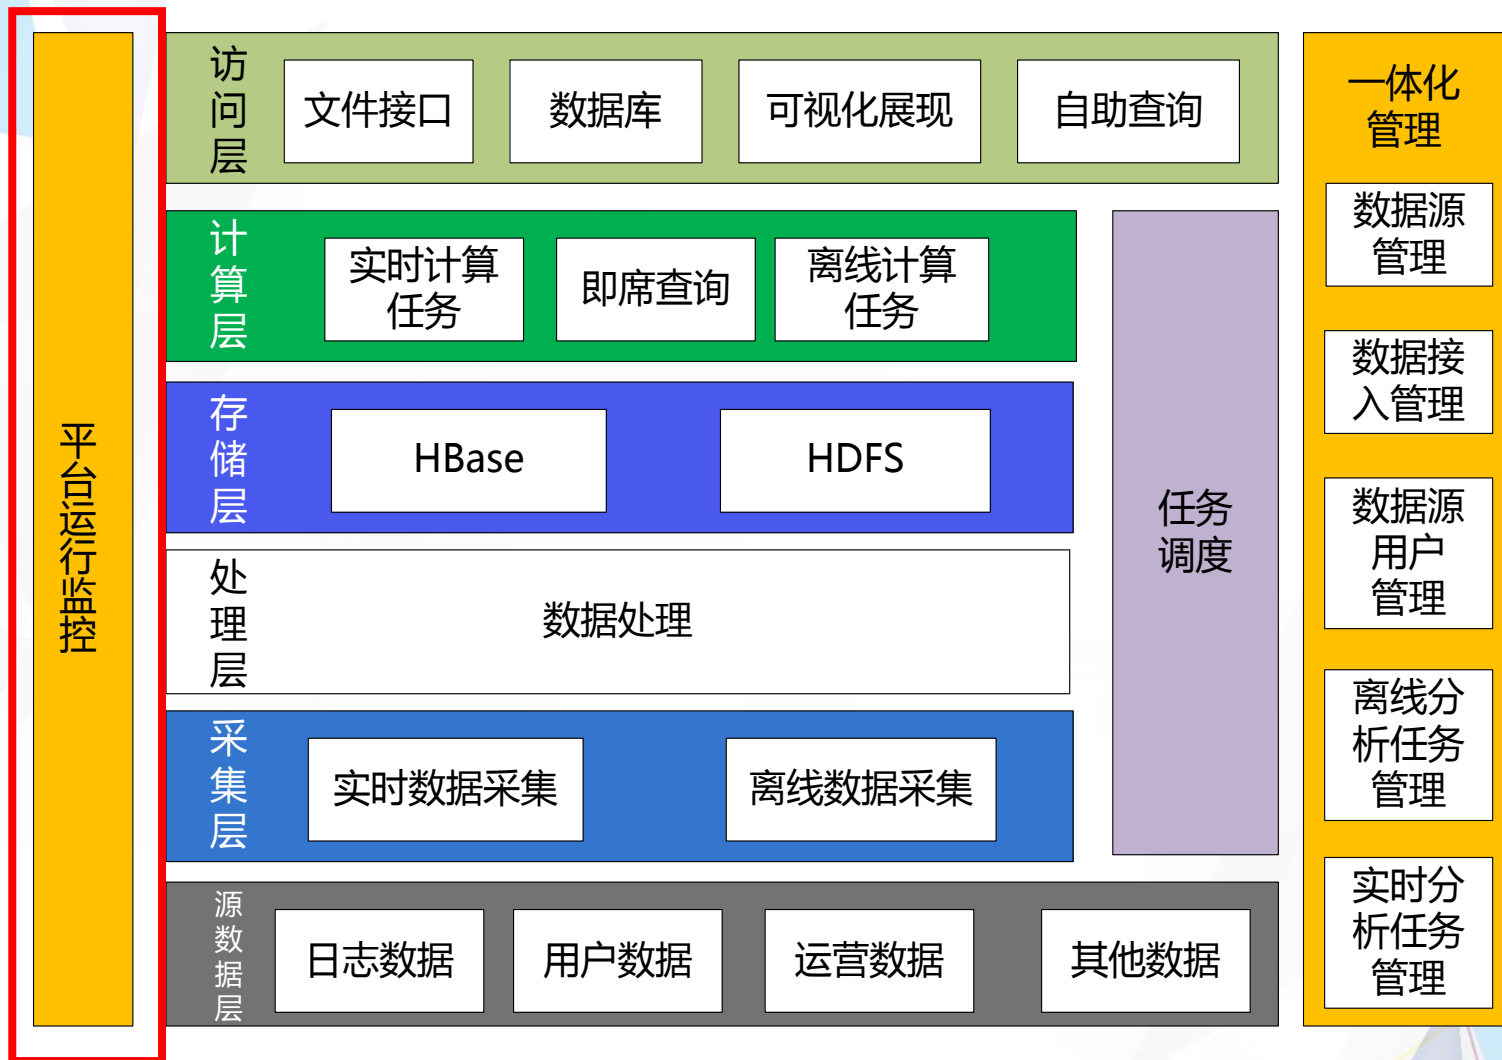 平台运行监控
访问层
文件接口
数据库
可视化展现
自助查询
计算层
实时计算
任务
即席查询
离线计算
任务
存储层
HBase
HDFS
处理层
数据处理
采集层
实时数据采集
离线数据采集
源数据层
日志数据
用户数据
运营数据
其他数据
任务
调度
一体化
管理
数据源
管理
数据接
入管理
数据源
用户
管理
离线分
析任务
管理
实时分
析任务
管理